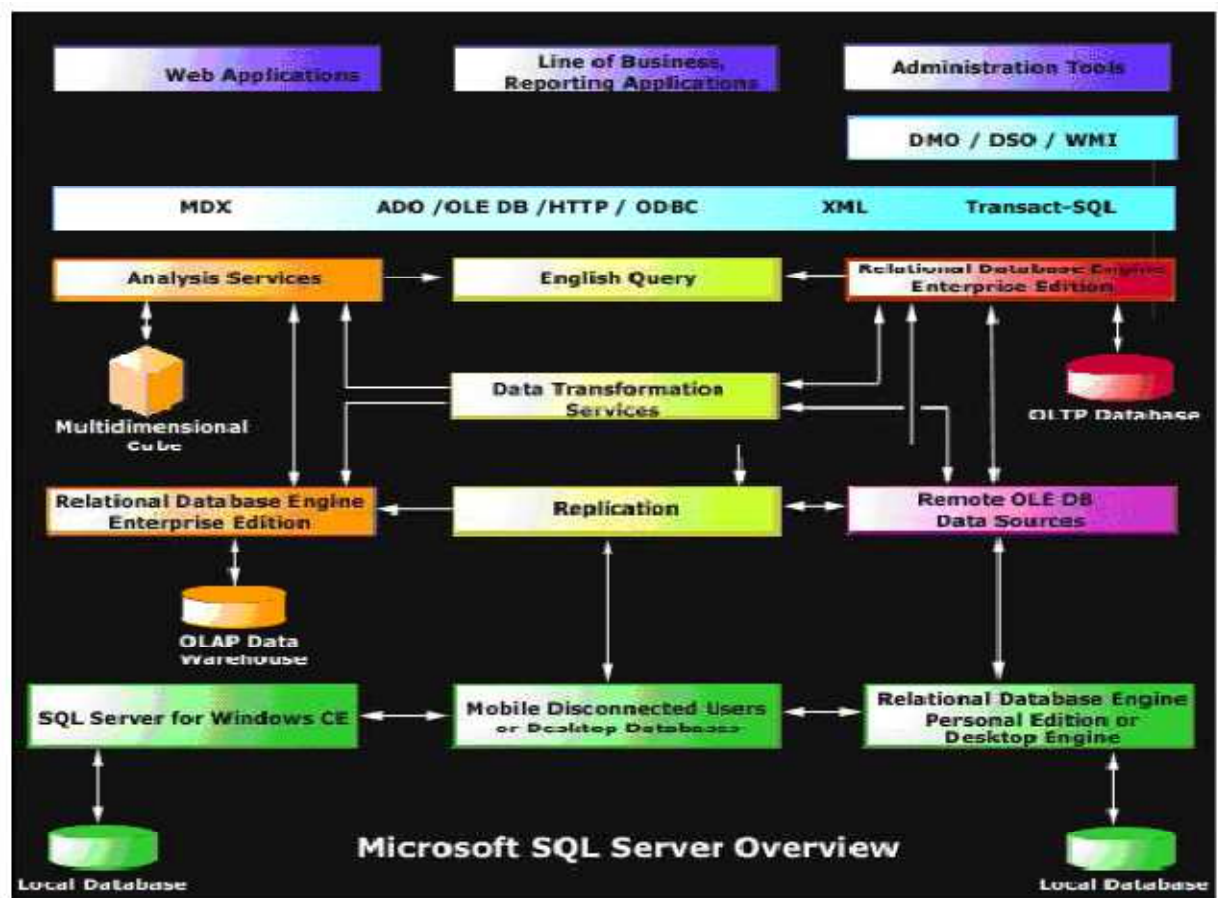 Web Applications
Line of Business,
Reporting Applications
Administration Tools
DMO / DSO / WMI
MDX
ADO /OLE DB /HTTP / ODBC
XML
Transact-SQL
Analysis Services
English Query
Relational Database Engine
Enterprise Edition
Multidimensional
Cube
Data Transformation
Services
OLTP Database
Relational Database Engine
Enterprise Edition
Replication
Remote OLE DB
Data Sources
OLAP Data
Warehouse
SQL Server for Windows CE
Mobile Disconnected Users
or Desktop Databases
Relational Database Engine
Personal Edition or
Desktop Engine
Local Database
Microsoft SQL Server Overview
Local Database